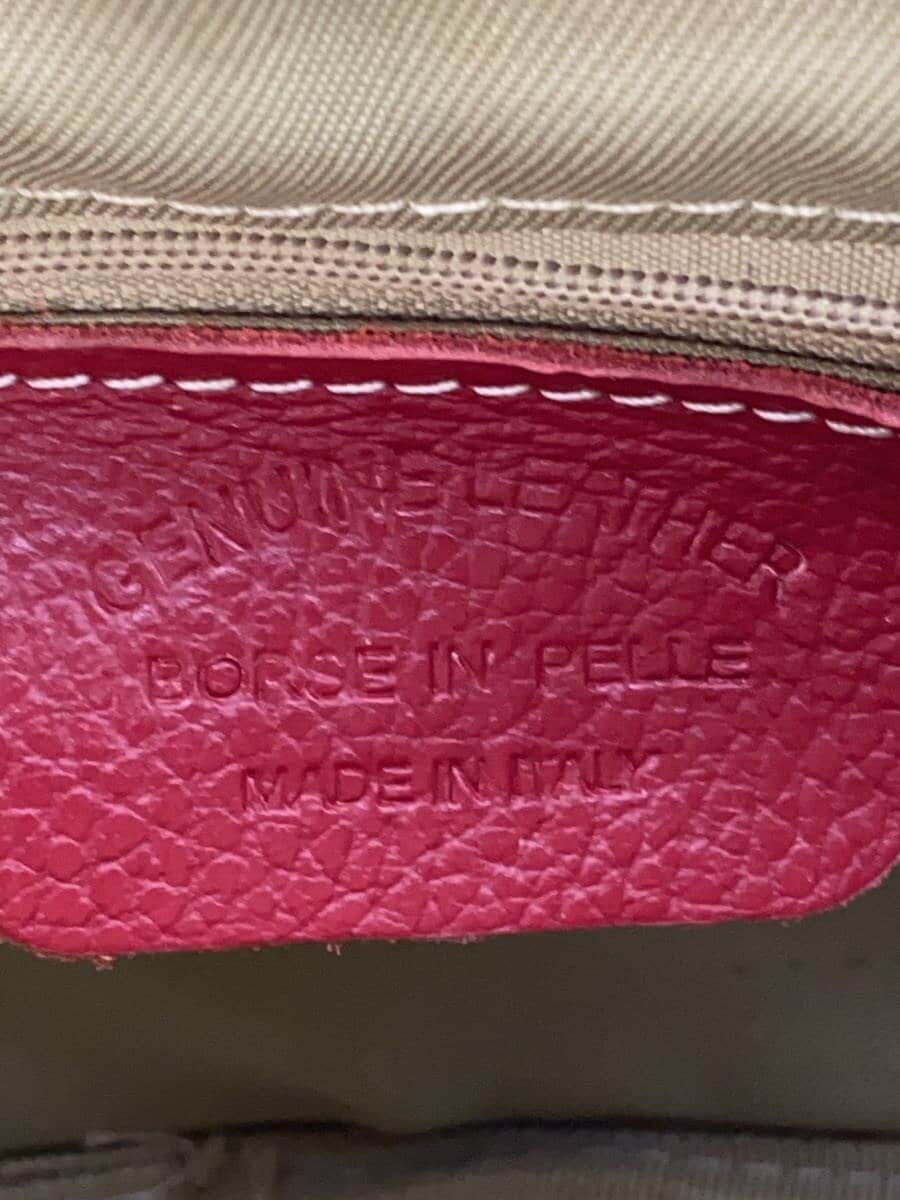 GENUINE LEATHER
BORSE IN PELLE
MADE IN ITALY